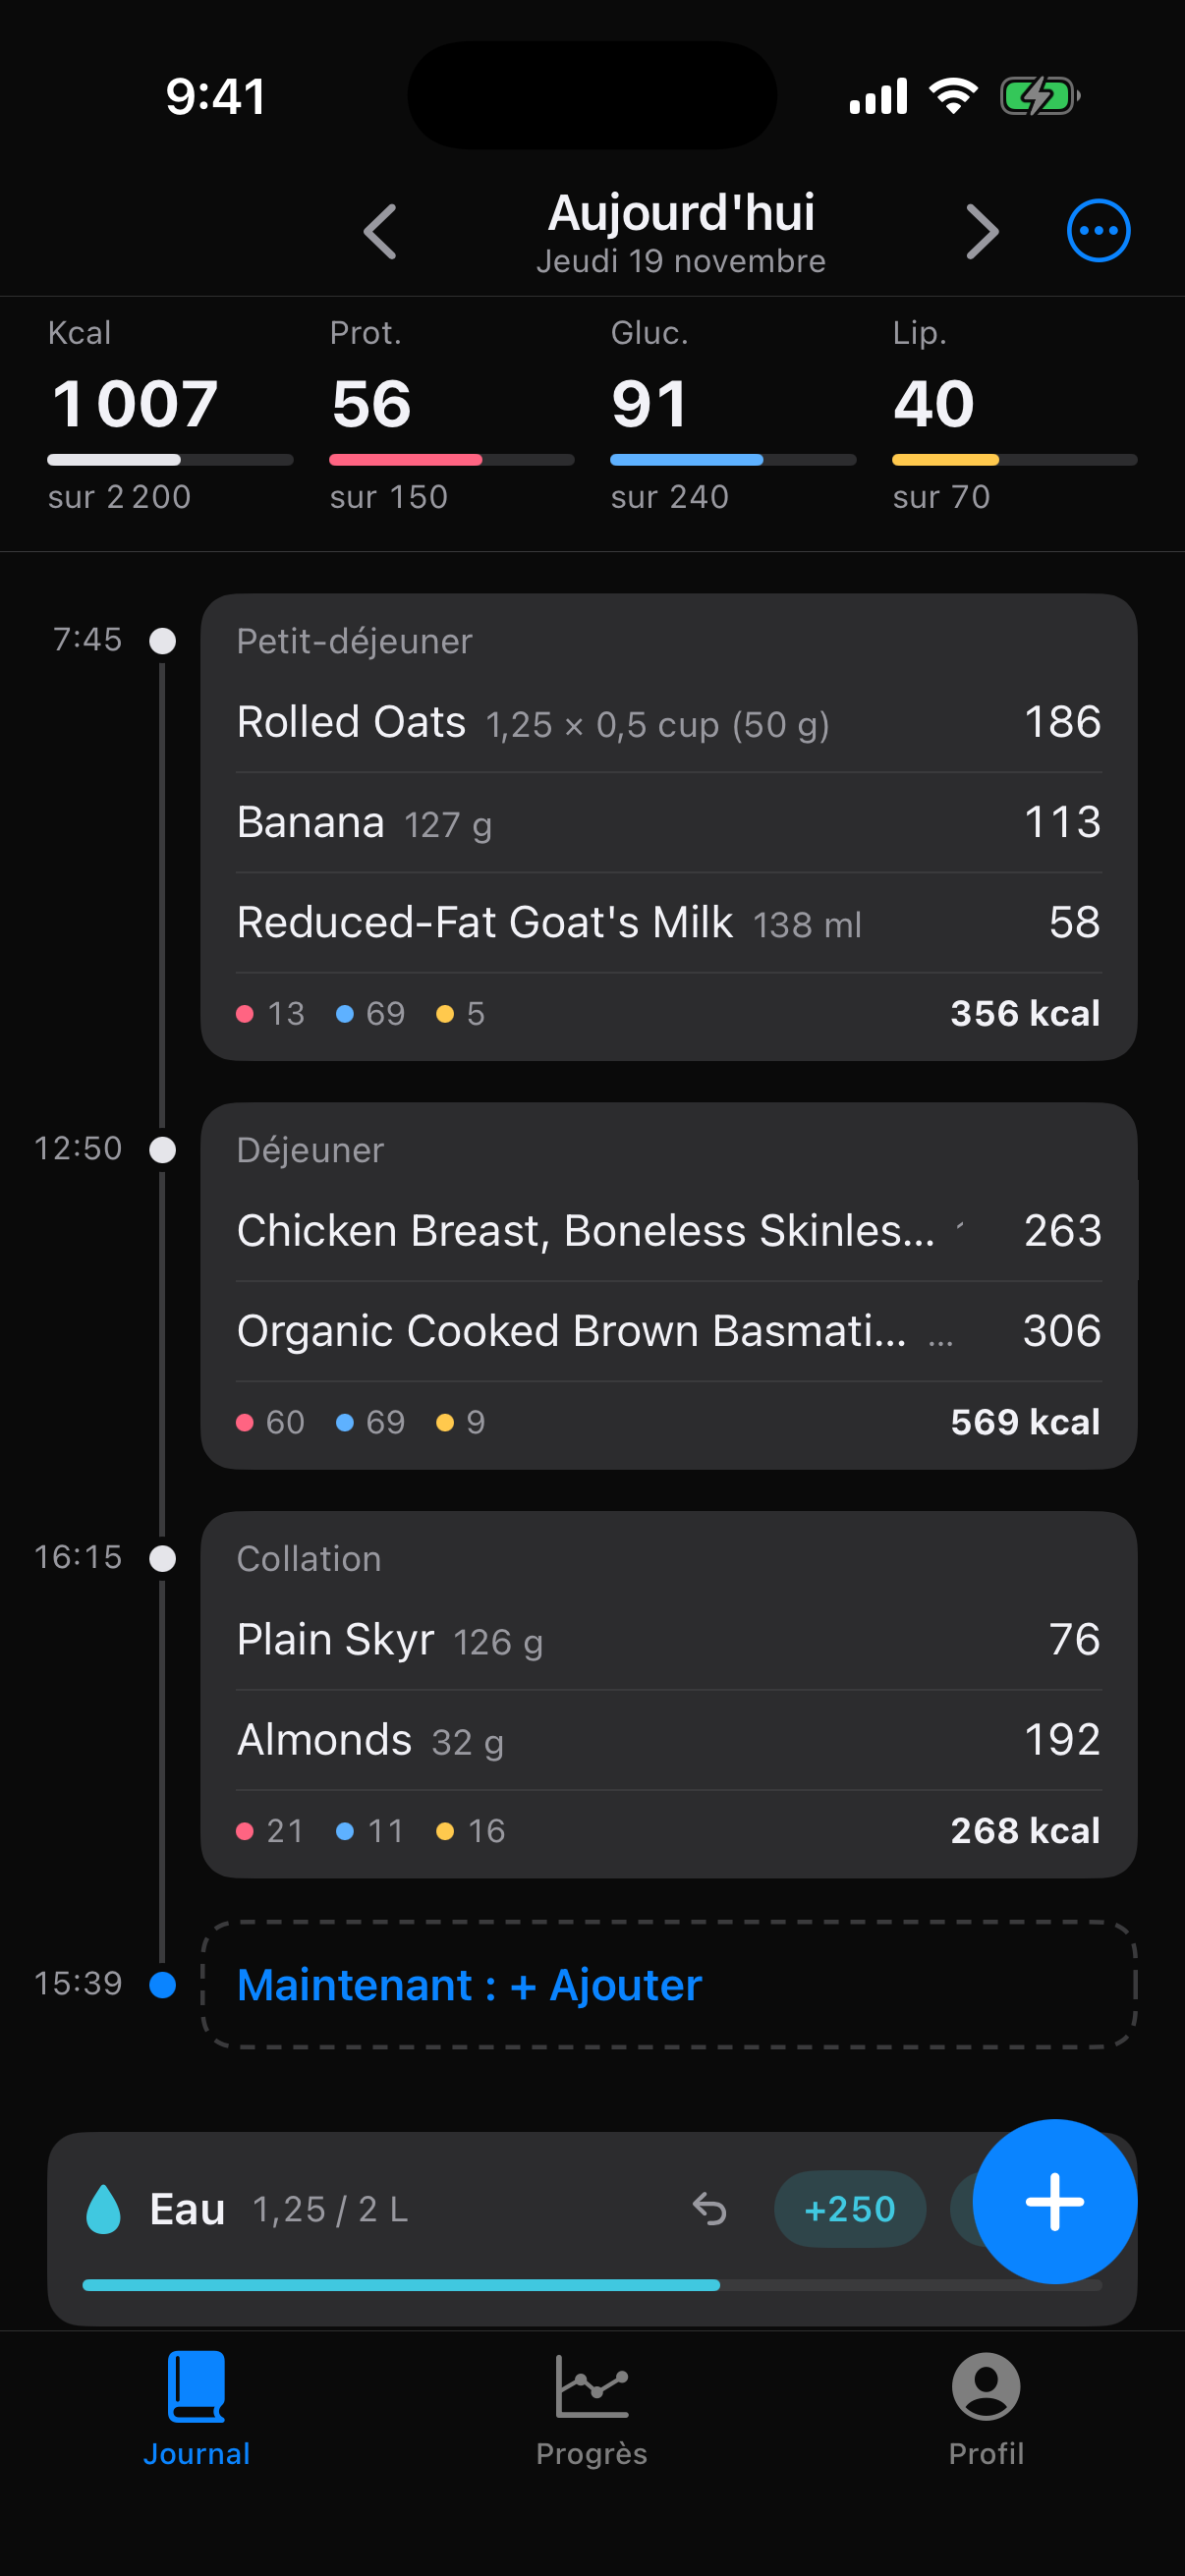 9:41
Aujourd'hui
Jeudi 19 novembre
Kcal Prot. Gluc. Lip.
1 007 56 91 40
sur 2 200 sur 150 sur 240 sur 70
7:45 Petit-déjeuner
Rolled Oats 1,25 × 0,5 cup (50 g) 186
Banana 127 g 113
Reduced-Fat Goat's Milk 138 ml 58
13 69 5 356 kcal
12:50 Déjeuner
Chicken Breast, Boneless Skinles... 263
Organic Cooked Brown Basmati... ... 306
60 69 9 569 kcal
16:15 Collation
Plain Skyr 126 g 76
Almonds 32 g 192
21 11 16 268 kcal
15:39 Maintenant : + Ajouter
Eau 1,25 / 2 L +250
Journal Progrès Profil